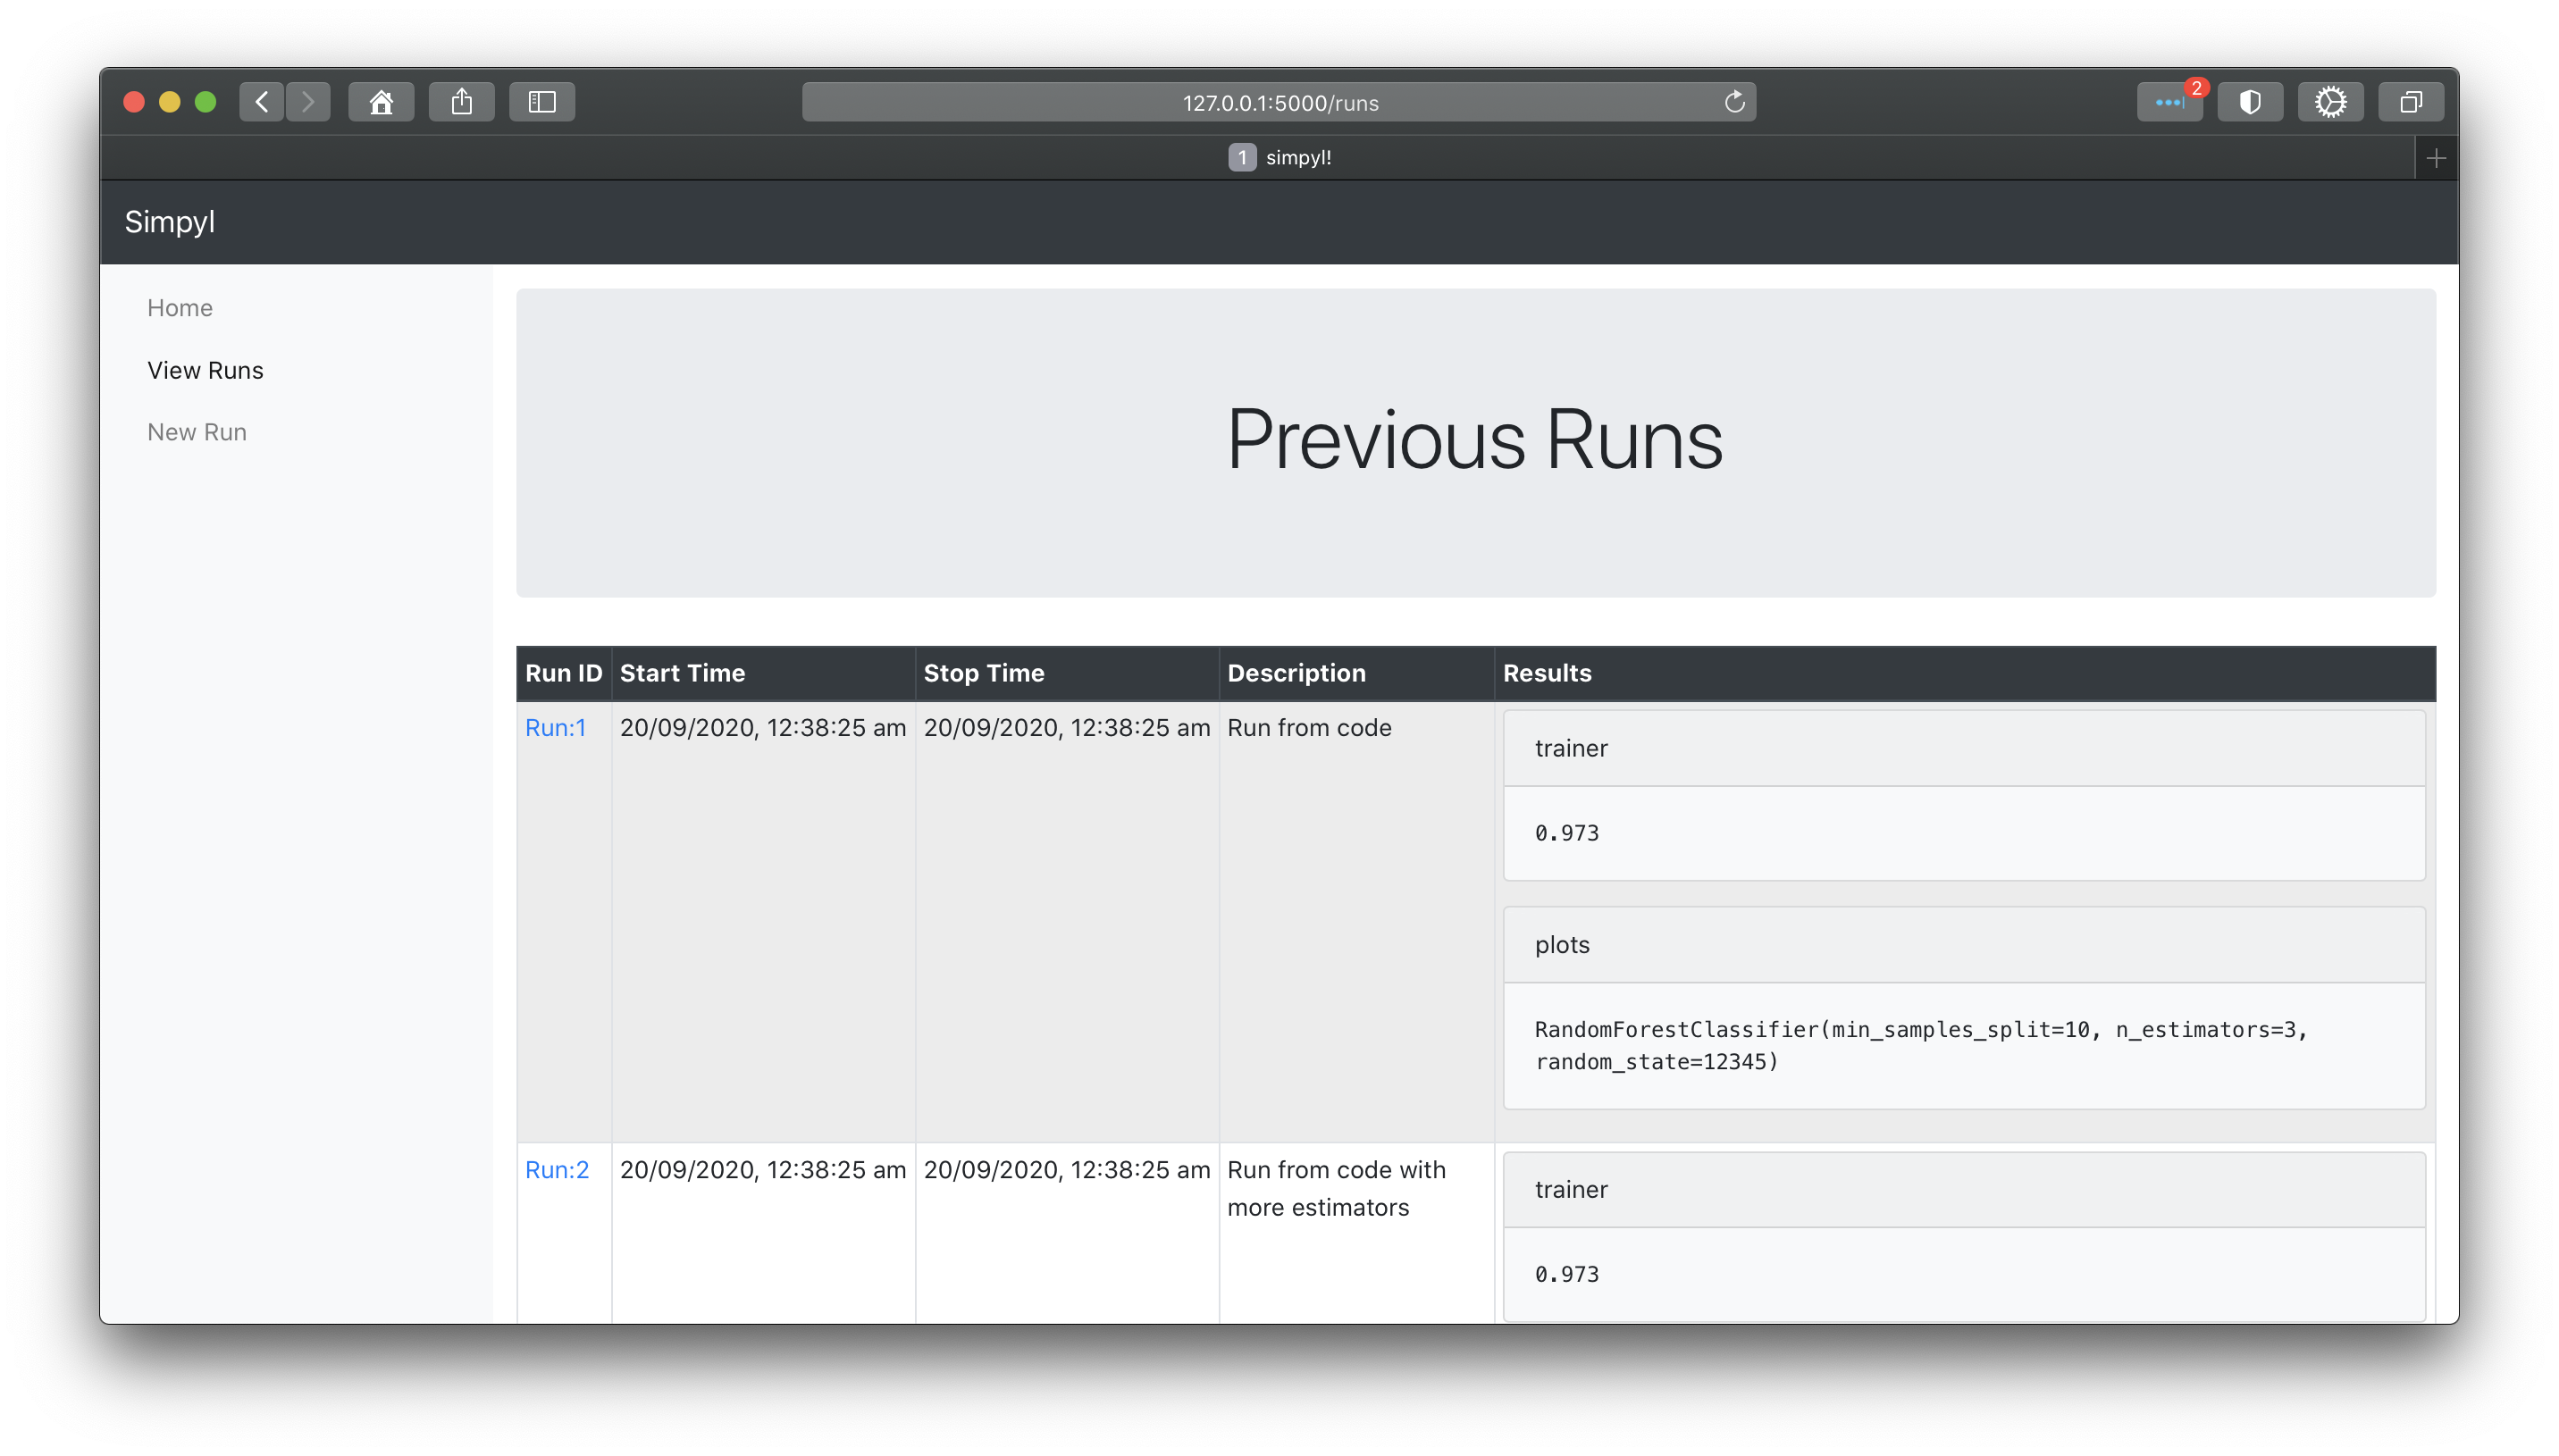 127.0.0.1:5000/runs
2
1 simpyl!
Simpyl
Home
View Runs
New Run
Previous Runs
Run ID Start Time Stop Time Description Results
Run:1 20/09/2020, 12:38:25 am 20/09/2020, 12:38:25 am Run from code
trainer
0.973
plots
RandomForestClassifier(min_samples_split=10, n_estimators=3,
random_state=12345)
Run:2 20/09/2020, 12:38:25 am 20/09/2020, 12:38:25 am Run from code with
more estimators
trainer
0.973